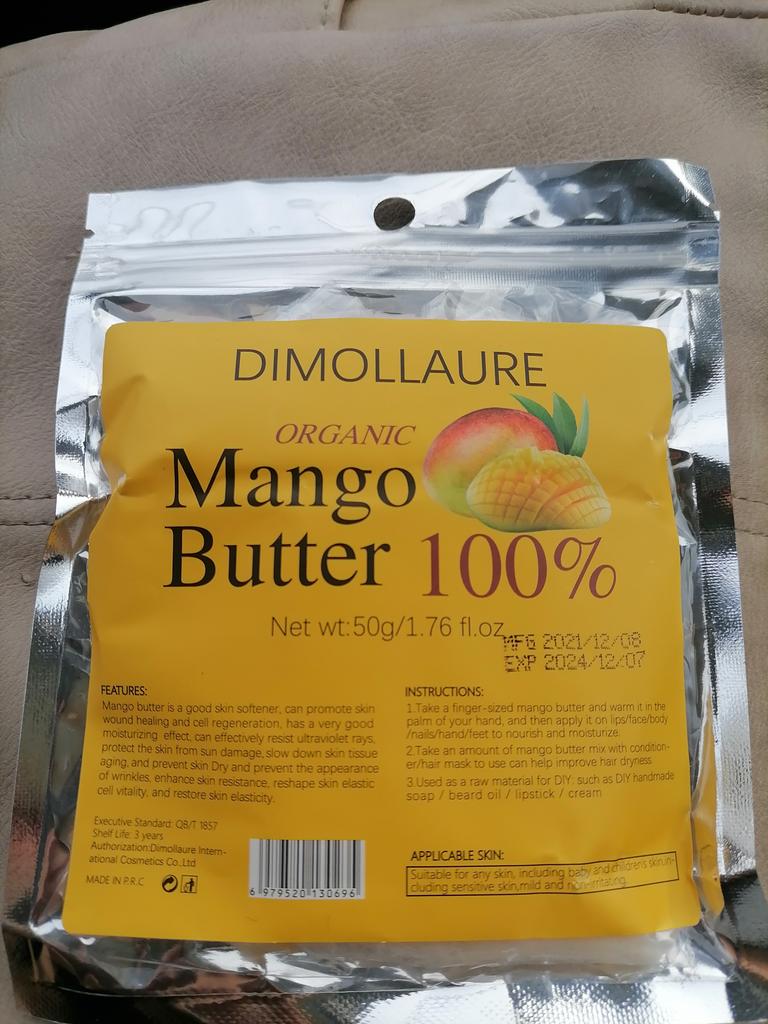 DIMOLLAURE
ORGANIC
Mango
Butter 100%
Net wt:50g/1.76 fl.oz
MFG 2021/12/08
EXP 2024/12/07
FEATURES:
Mango butter is a good skin softener, can promote skin
wound healing and cell regeneration, has a very good
moisturizing effect, can effectively resist ultraviolet rays,
protect the skin from sun damage, slow down skin tissue
aging, and prevent skin Dry and prevent the appearance
of wrinkles, enhance skin resistance, reshape skin elastic
cell vitality, and restore skin elasticity.
Executive Standard: QB/T 1857
Shelf Life: 3 years
Authorization:Dimollaure Intern-
ational Cosmetics Co.,Ltd
MADE IN P.R.C
6 979520 130696
INSTRUCTIONS:
1.Take a finger-sized mango butter and warm it in the
palm of your hand, and then apply it on lips/face/body
/nails/hand/feet to nourish and moisturize.
2.Take an amount of mango butter mix with condition-
er/hair mask to use can help improve hair dryness
3.Used as a raw material for DIY. such as DIY handmade
soap / beard oil / lipstick / cream
APPLICABLE SKIN:
Suitable for any skin, including baby and children's skin,in-
cluding sensitive skin,mild and non-irritating.